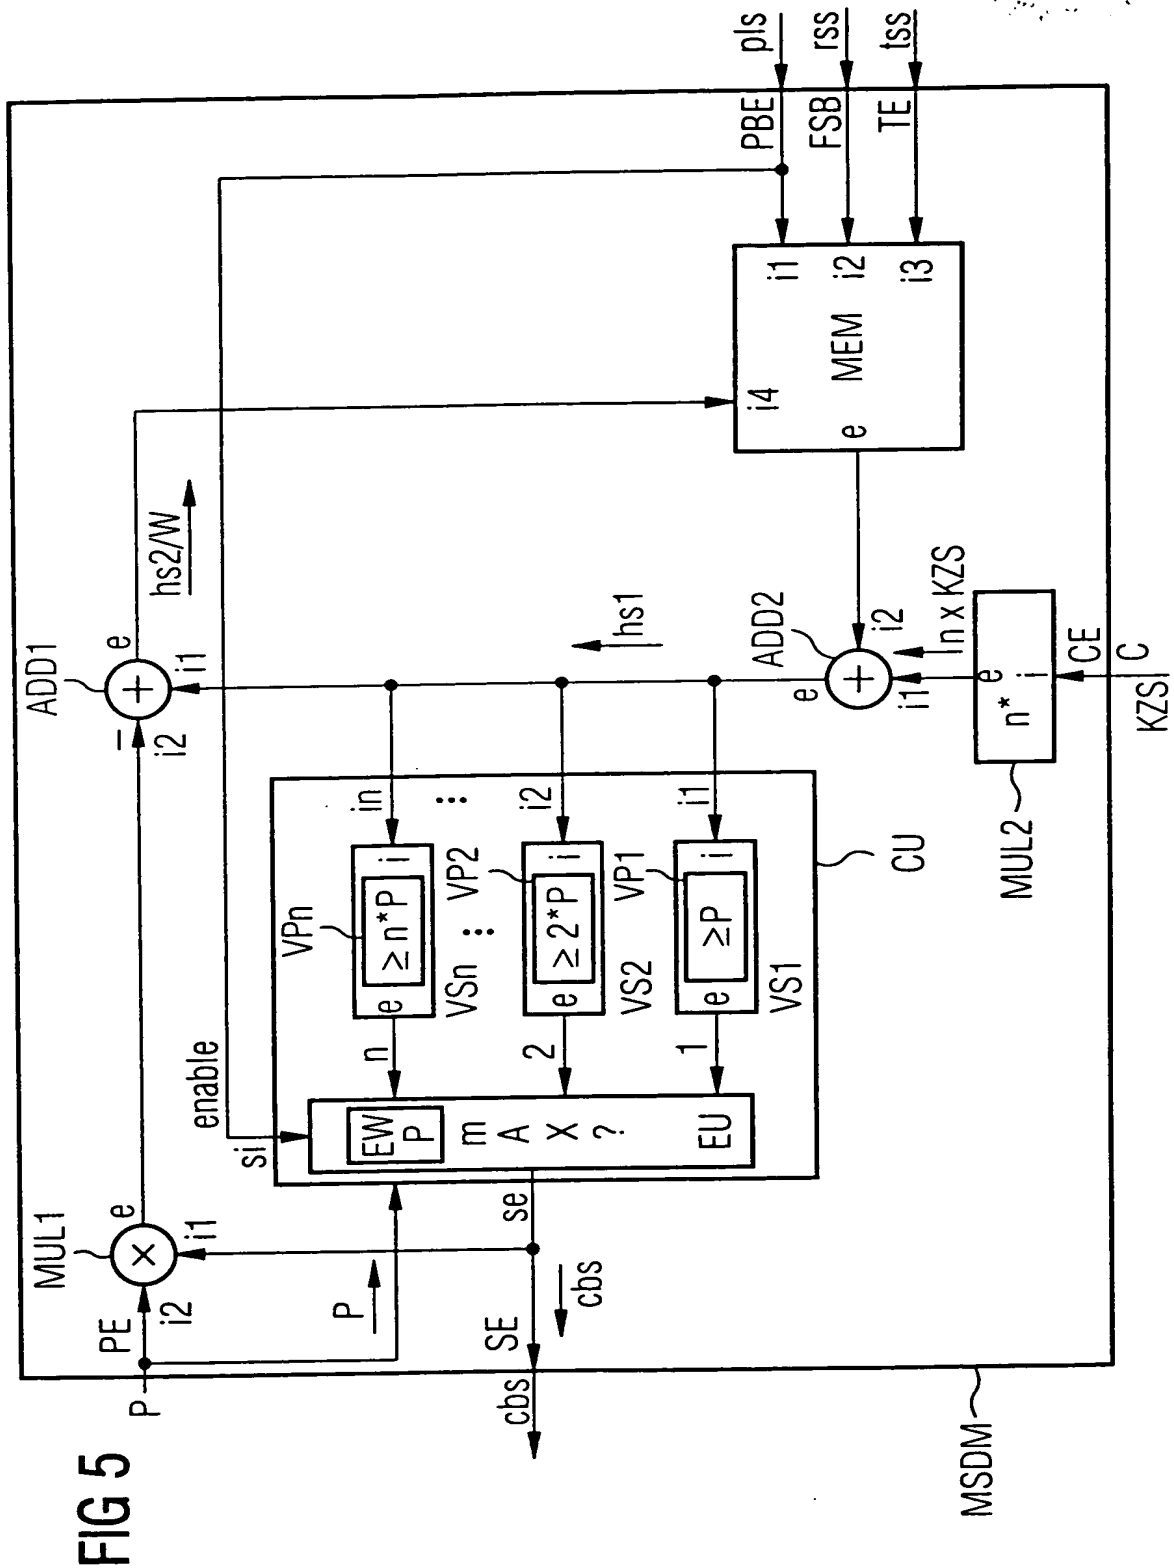 FIG 5
P
PE
i2
MUL1
e
i1
ADD1
i2
−
+
e
i1
hs2/W
×
P
si
enable
SE
cbs
cbs
se
EW
P
m
A
X
?
EU
n
2
1
VPn
e
≥ n*P
i
in
VSn
⋮
⋮
VP2
e
≥ 2*P
i
i2
VS2
VP1
e
≥P
i
i1
VS1
CU
hs1
ADD2
e
+
i1
i2
n x KZS
MUL2
n*
e
i
CE
C
KZS
i4
e
MEM
i1
i2
i3
PBE
pls
FSB
rss
TE
tss
MSDM